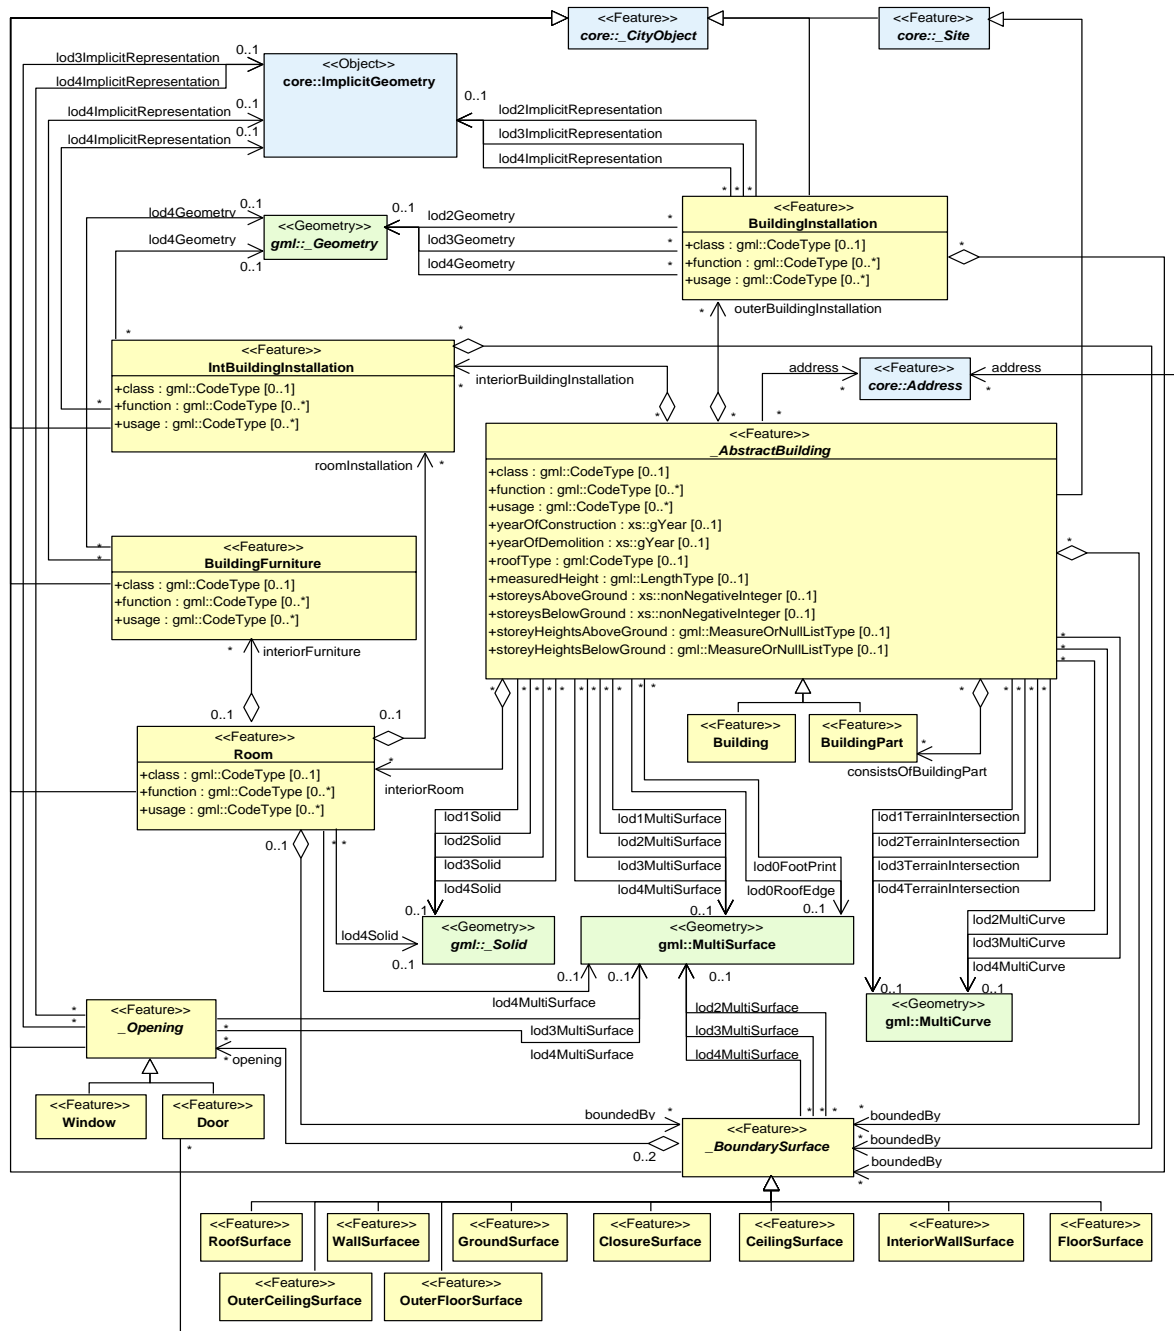 <<Feature>>
core::_CityObject
<<Feature>>
core::_Site
lod3ImplicitRepresentation
0..1
lod4ImplicitRepresentation
<<Object>>
core::ImplicitGeometry
0..1
lod4ImplicitRepresentation
0..1
lod4ImplicitRepresentation
0..1
lod2ImplicitRepresentation
lod3ImplicitRepresentation
lod4ImplicitRepresentation
* * *
<<Feature>>
BuildingInstallation
+class : gml::CodeType [0..1]
+function : gml::CodeType [0..*]
+usage : gml::CodeType [0..*]
*
0..1
lod4Geometry
lod4Geometry
0..1
<<Geometry>>
gml::_Geometry
0..1
lod2Geometry
*
lod3Geometry
*
lod4Geometry
*
* outerBuildingInstallation
*
*
<<Feature>>
IntBuildingInstallation
+class : gml::CodeType [0..1]
+function : gml::CodeType [0..*]
+usage : gml::CodeType [0..*]
*
*
interiorBuildingInstallation
* *
address
*
*
<<Feature>>
core::Address
address
*
roomInstallation
*
<<Feature>>
_AbstractBuilding
+class : gml::CodeType [0..1]
+function : gml::CodeType [0..*]
+usage : gml::CodeType [0..*]
+yearOfConstruction : xs::gYear [0..1]
+yearOfDemolition : xs::gYear [0..1]
+roofType : gml:CodeType [0..1]
+measuredHeight : gml::LengthType [0..1]
+storeysAboveGround : xs::nonNegativeInteger [0..1]
+storeysBelowGround : xs::nonNegativeInteger [0..1]
+storeyHeightsAboveGround : gml::MeasureOrNullListType [0..1]
+storeyHeightsBelowGround : gml::MeasureOrNullListType [0..1]
*
*
*
*
*
*
<<Feature>>
BuildingFurniture
+class : gml::CodeType [0..1]
+function : gml::CodeType [0..*]
+usage : gml::CodeType [0..*]
* interiorFurniture
0..1
0..1
<<Feature>>
Room
+class : gml::CodeType [0..1]
+function : gml::CodeType [0..*]
+usage : gml::CodeType [0..*]
*
interiorRoom
* * * * * * * * * * *
* * * * *
<<Feature>>
Building
<<Feature>>
BuildingPart
*
consistsOfBuildingPart
0..1
* *
lod1Solid
lod2Solid
lod3Solid
lod4Solid
0..1
lod1MultiSurface
lod2MultiSurface
lod3MultiSurface
lod4MultiSurface
0..1
lod0FootPrint
lod0RoofEdge
0..1
lod1TerrainIntersection
lod2TerrainIntersection
lod3TerrainIntersection
lod4TerrainIntersection
0..1
lod2MultiCurve
lod3MultiCurve
lod4MultiCurve
0..1
lod4Solid
0..1
<<Geometry>>
gml::_Solid
<<Geometry>>
gml::MultiSurface
<<Geometry>>
gml::MultiCurve
0..1
0..1
0..1
lod4MultiSurface
*
*
<<Feature>>
_Opening
*
*
lod3MultiSurface
lod4MultiSurface
lod2MultiSurface
lod3MultiSurface
lod4MultiSurface
* opening
<<Feature>>
Window
<<Feature>>
Door
*
boundedBy
*
0..2
* * * *
<<Feature>>
_BoundarySurface
*
boundedBy
*
boundedBy
boundedBy
*
<<Feature>>
RoofSurface
<<Feature>>
WallSurfacee
<<Feature>>
GroundSurface
<<Feature>>
ClosureSurface
<<Feature>>
CeilingSurface
<<Feature>>
InteriorWallSurface
<<Feature>>
FloorSurface
<<Feature>>
OuterCeilingSurface
<<Feature>>
OuterFloorSurface